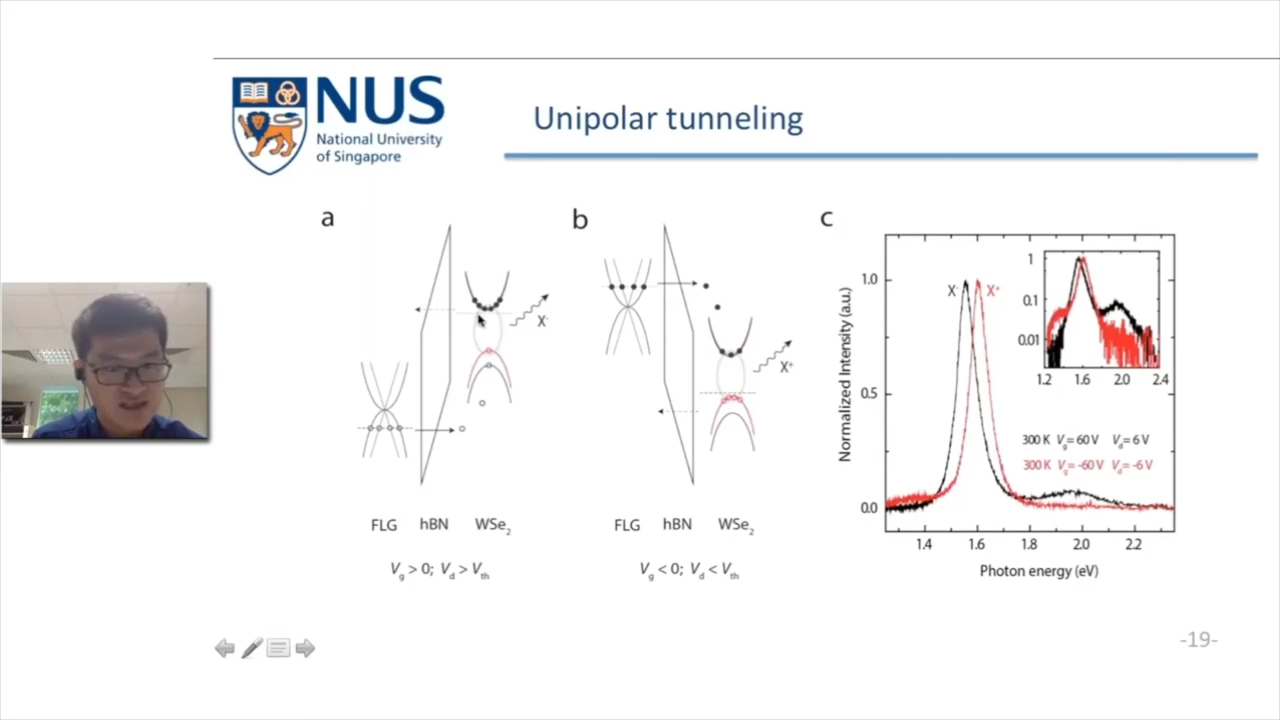 NUS
National University
of Singapore
Unipolar tunneling
a
X-
FLG hBN WSe2
Vg > 0; Vd > Vth
b
X+
FLG hBN WSe2
Vg < 0; Vd < Vth
c
Normalized Intensity (a.u.)
1.0
0.5
0.0
X- X+
1
0.1
0.01
1.2 1.6 2.0 2.4
300 K Vg= 60 V Vd= 6 V
300 K Vg= -60 V Vd= -6 V
1.4 1.6 1.8 2.0 2.2
Photon energy (eV)
-19-